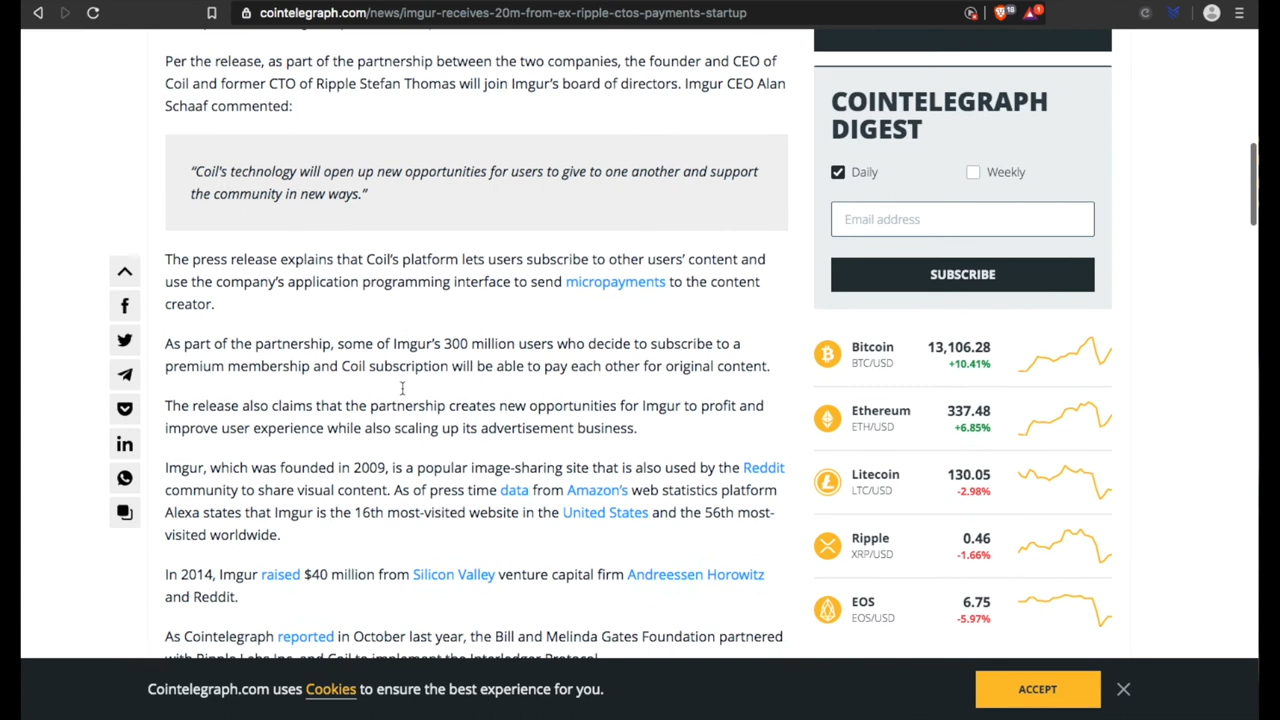 cointelegraph.com/news/imgur-receives-20m-from-ex-ripple-ctos-payments-startup
18
1
Per the release, as part of the partnership between the two companies, the founder and CEO of
Coil and former CTO of Ripple Stefan Thomas will join Imgur's board of directors. Imgur CEO Alan
Schaaf commented:
“Coil's technology will open up new opportunities for users to give to one another and support
the community in new ways.”
The press release explains that Coil's platform lets users subscribe to other users' content and
use the company's application programming interface to send micropayments to the content
creator.
As part of the partnership, some of Imgur's 300 million users who decide to subscribe to a
premium membership and Coil subscription will be able to pay each other for original content.
The release also claims that the partnership creates new opportunities for Imgur to profit and
improve user experience while also scaling up its advertisement business.
Imgur, which was founded in 2009, is a popular image-sharing site that is also used by the Reddit
community to share visual content. As of press time data from Amazon's web statistics platform
Alexa states that Imgur is the 16th most-visited website in the United States and the 56th most-
visited worldwide.
In 2014, Imgur raised $40 million from Silicon Valley venture capital firm Andreessen Horowitz
and Reddit.
As Cointelegraph reported in October last year, the Bill and Melinda Gates Foundation partnered
with Ripple Labs Inc. and Coil to implement the Interledger Protocol
COINTELEGRAPH
DIGEST
Daily Weekly
Email address
SUBSCRIBE
Bitcoin 13,106.28
BTC/USD +10.41%
Ethereum 337.48
ETH/USD +6.85%
Litecoin 130.05
LTC/USD -2.98%
Ripple 0.46
XRP/USD -1.66%
EOS 6.75
EOS/USD -5.97%
Cointelegraph.com uses Cookies to ensure the best experience for you.
ACCEPT